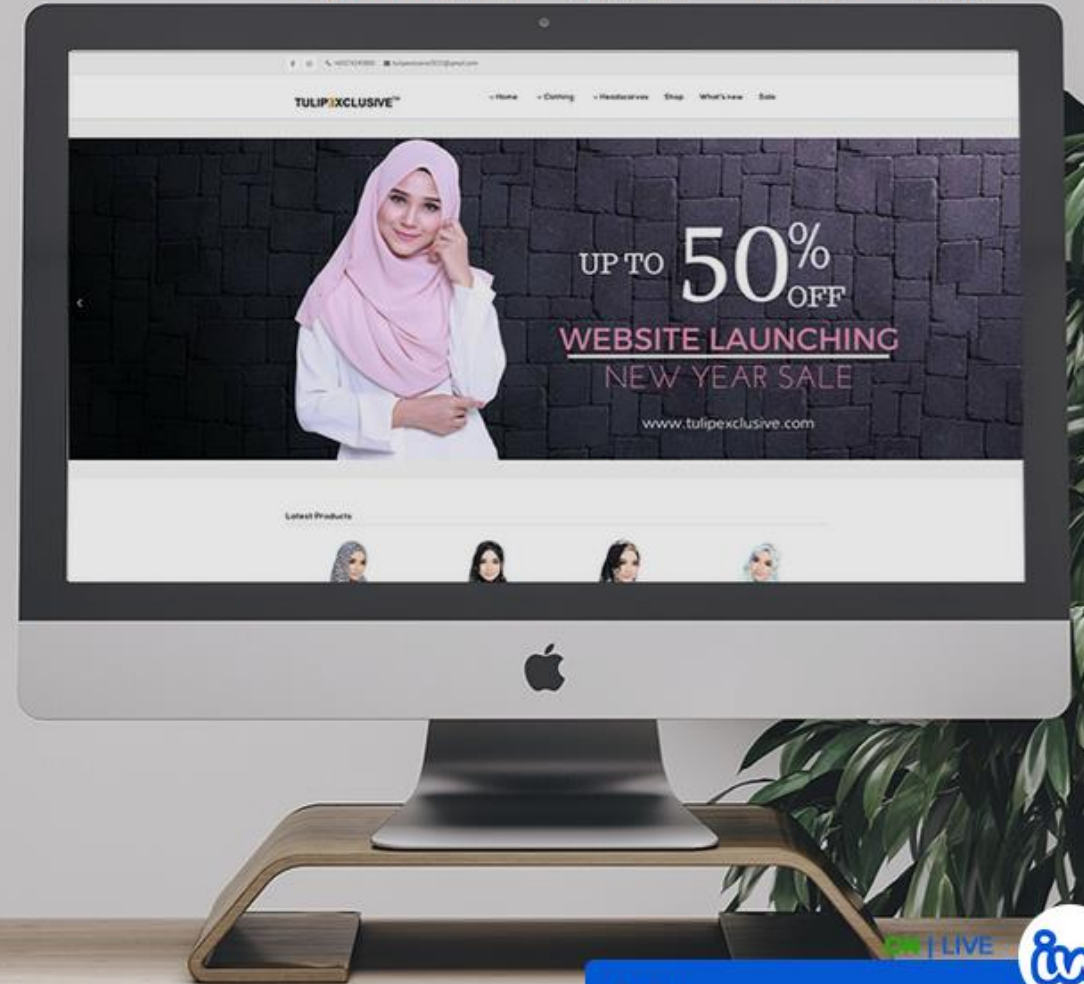 TULIPEXCLUSIVE™
Home Clothing Headscarves Shop What's new Sale
UP TO 50% OFF
WEBSITE LAUNCHING
NEW YEAR SALE
www.tulipexclusive.com
Latest Products
| LIVE